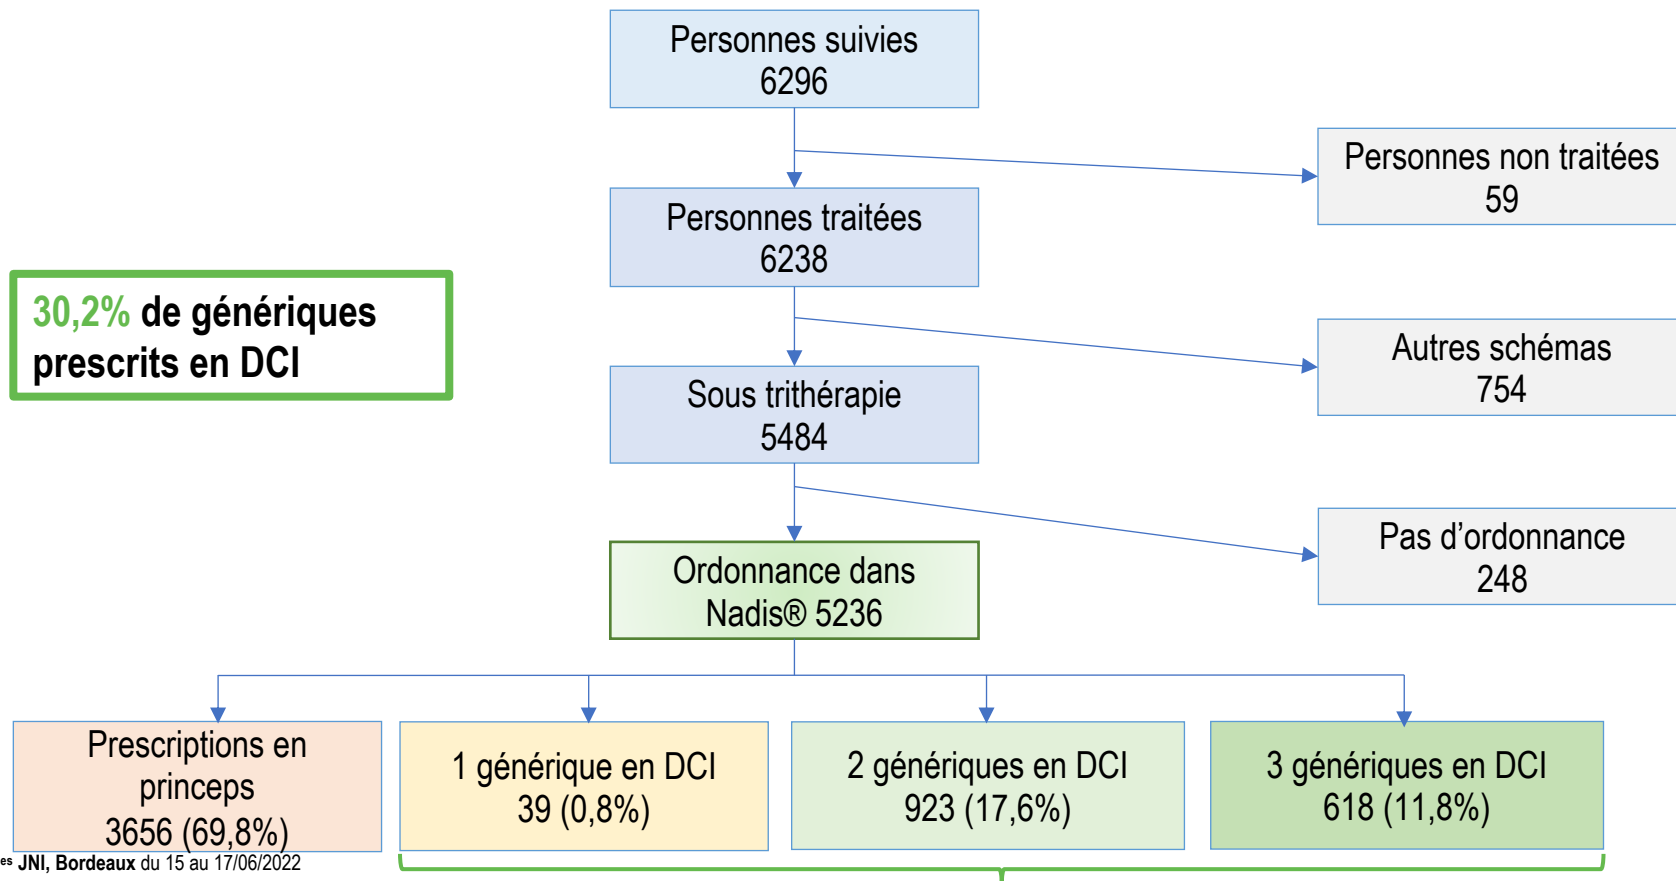 Personnes suivies
6296
Personnes non traitées
59
Personnes traitées
6238
30,2% de génériques
prescrits en DCI
Autres schémas
754
Sous trithérapie
5484
Pas d’ordonnance
248
Ordonnance dans
Nadis® 5236
Prescriptions en
princeps
3656 (69,8%)
1 générique en DCI
39 (0,8%)
2 génériques en DCI
923 (17,6%)
3 génériques en DCI
618 (11,8%)
es JNI, Bordeaux du 15 au 17/06/2022